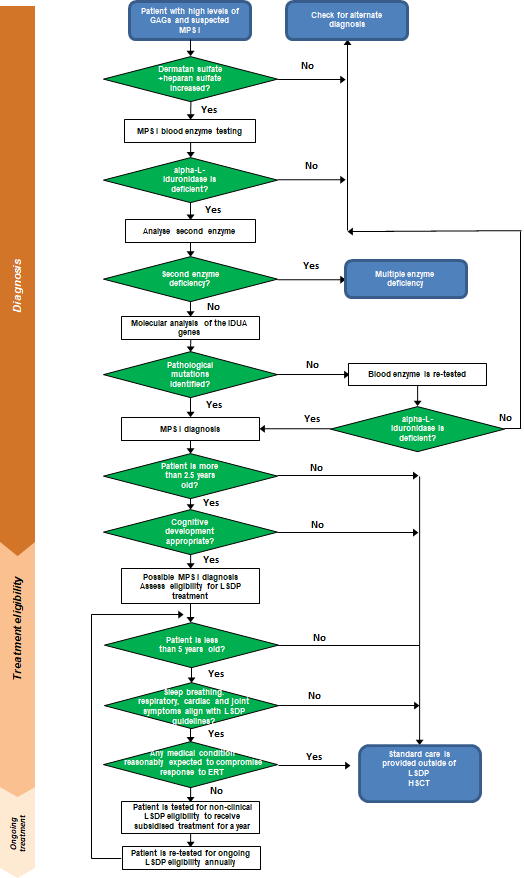 Patient with high levels of
GAGs and suspected
MPS I
Check for alternate
diagnosis
Dermatan sulfate
+heparan sulfate
increased?
No
Yes
MPS I blood enzyme testing
alpha-L-
iduronidase is
deficient?
No
Yes
Analyse second enzyme
Second enzyme
deficiency?
Yes
Multiple enzyme
deficiency
No
Molecular analysis of the IDUA
genes
Pathological
mutations
identified?
No
Blood enzyme is re-tested
Yes
MPS I diagnosis
Yes
alpha-L-
iduronidase is
deficient?
No
Patient is more
than 2.5 years
old?
No
Yes
Cognitive
development
appropriate?
No
Yes
Possible MPS I diagnosis
Assess eligibility for LSDP
treatment
Patient is less
than 5 years old?
No
Yes
Sleep breathing,
respiratory, cardiac and joint
symptoms align with LSDP
guidelines?
No
Yes
Any medical condition
reasonably expected to compromise
response to ERT
Yes
Standard care is
provided outside of
LSDP
HSCT
No
Patient is tested for non-clinical
LSDP eligibility to receive
subsidised treatment for a year
Patient is re-tested for ongoing
LSDP eligibility annually
Diagnosis
Treatment eligibility
Ongoing
treatment